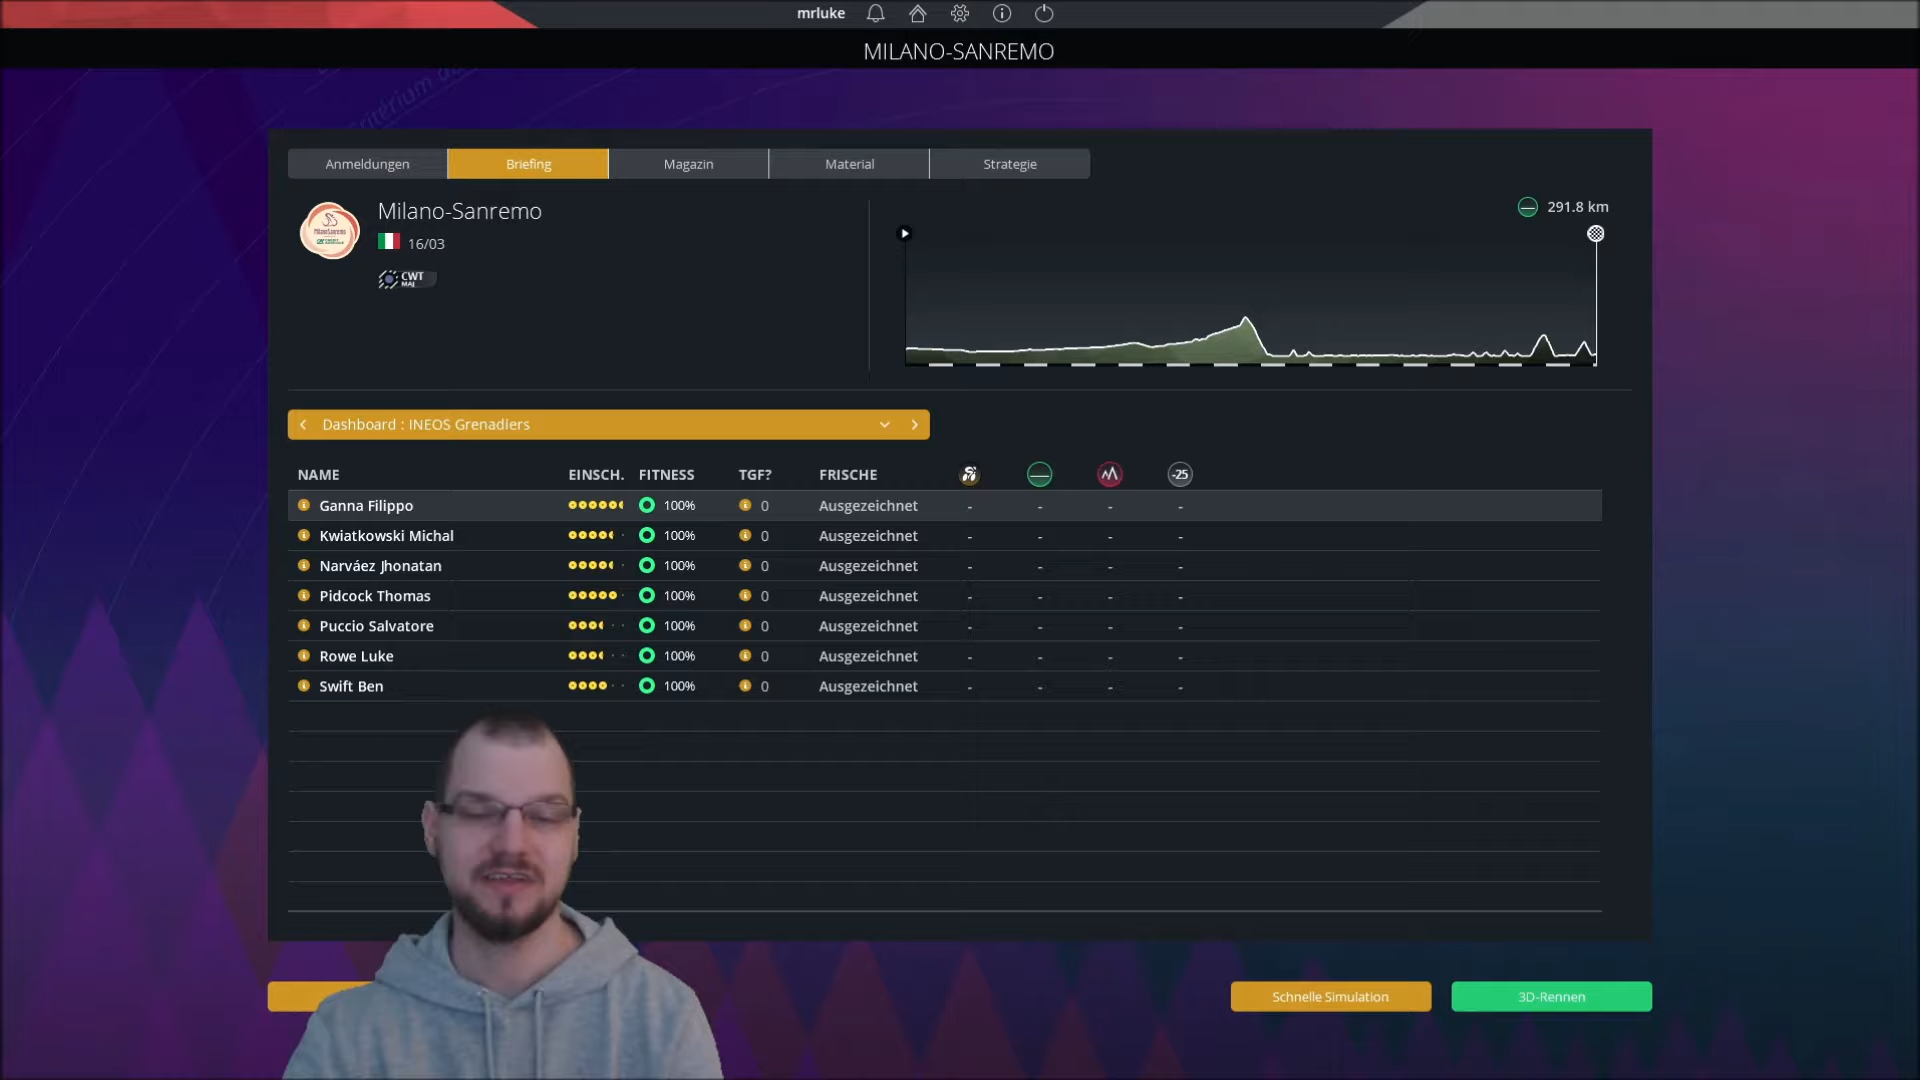 mrluke
MILANO-SANREMO
Critérium du
Anmeldungen Briefing Magazin Material Strategie
Milano-Sanremo
16/03
CWT
MAJ
291.8 km
Dashboard : INEOS Grenadiers
NAME EINSCH. FITNESS TGF? FRISCHE -25
Ganna Filippo 100% 0 Ausgezeichnet - - - -
Kwiatkowski Michal 100% 0 Ausgezeichnet - - - -
Narváez Jhonatan 100% 0 Ausgezeichnet - - - -
Pidcock Thomas 100% 0 Ausgezeichnet - - - -
Puccio Salvatore 100% 0 Ausgezeichnet - - - -
Rowe Luke 100% 0 Ausgezeichnet - - - -
Swift Ben 100% 0 Ausgezeichnet - - - -
Schnelle Simulation 3D-Rennen